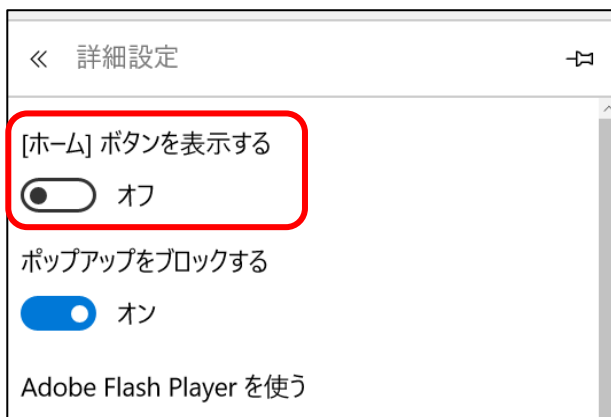 詳細設定
[ホーム] ボタンを表示する
オフ
ポップアップをブロックする
オン
Adobe Flash Player を使う